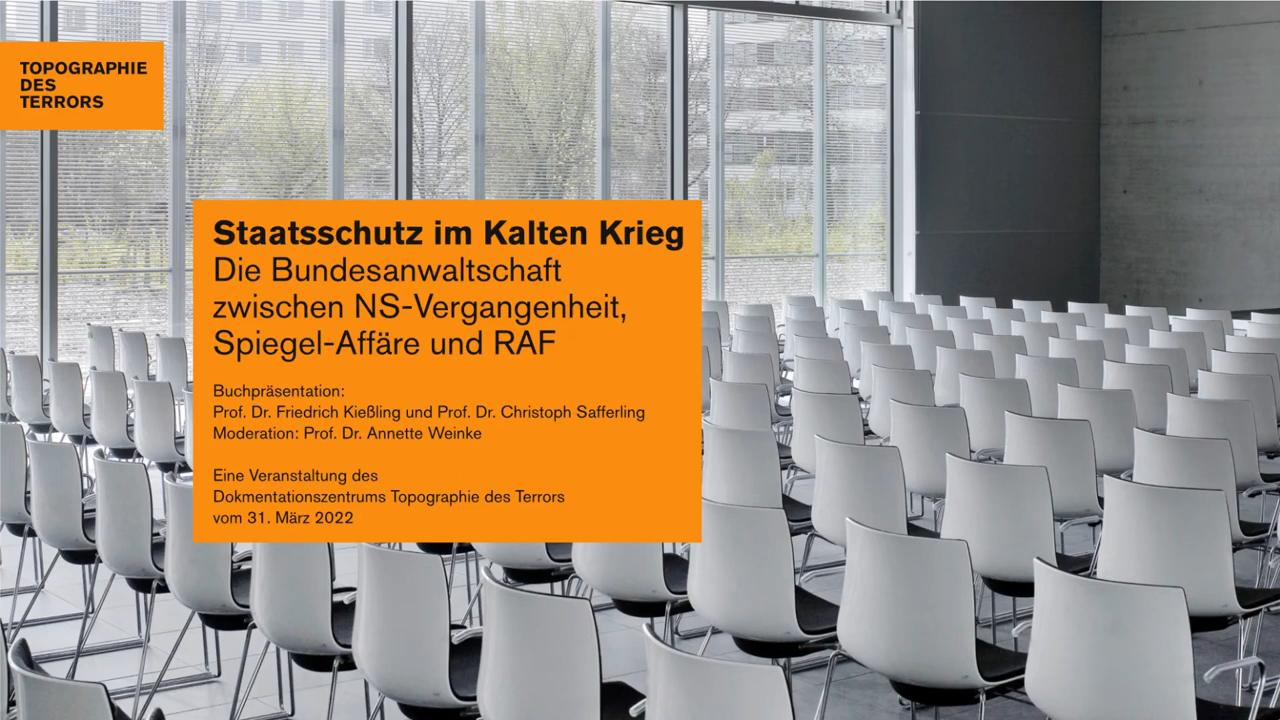 TOPOGRAPHIE
DES
TERRORS
Staatsschutz im Kalten Krieg
Die Bundesanwaltschaft
zwischen NS-Vergangenheit,
Spiegel-Affäre und RAF
Buchpräsentation:
Prof. Dr. Friedrich Kießling und Prof. Dr. Christoph Safferling
Moderation: Prof. Dr. Annette Weinke
Eine Veranstaltung des
Dokmentationszentrums Topographie des Terrors
vom 31. März 2022